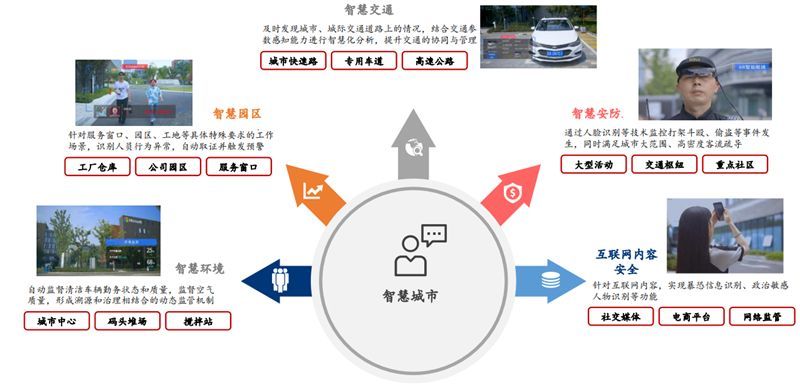 智慧交通
及时发现城市、城际交通道路上的情况，结合交通参
数感知能力进行智慧化分析，提升交通的协同与管理
城市快速路
专用车道
高速公路
智慧园区
针对服务窗口、园区、工地等具体特殊要求的工作
场景，识别人员行为异常，自动取证并触发预警
工厂仓库
公司园区
服务窗口
智慧安防
通过人脸识别等技术监控打架斗殴、偷盗等事件发
生，同时满足城市大范围、高密度客流疏导
大型活动
交通枢纽
重点社区
智慧环境
自动监督清洁车辆勤务状态和质量，监督空气
质量，形成溯源和治理相结合的动态监管机制
城市中心
码头堆场
搅拌站
互联网内容
安全
针对互联网内容，实现暴恐信息识别、政治敏感
人物识别等功能
社交媒体
电商平台
网络监管
智慧城市